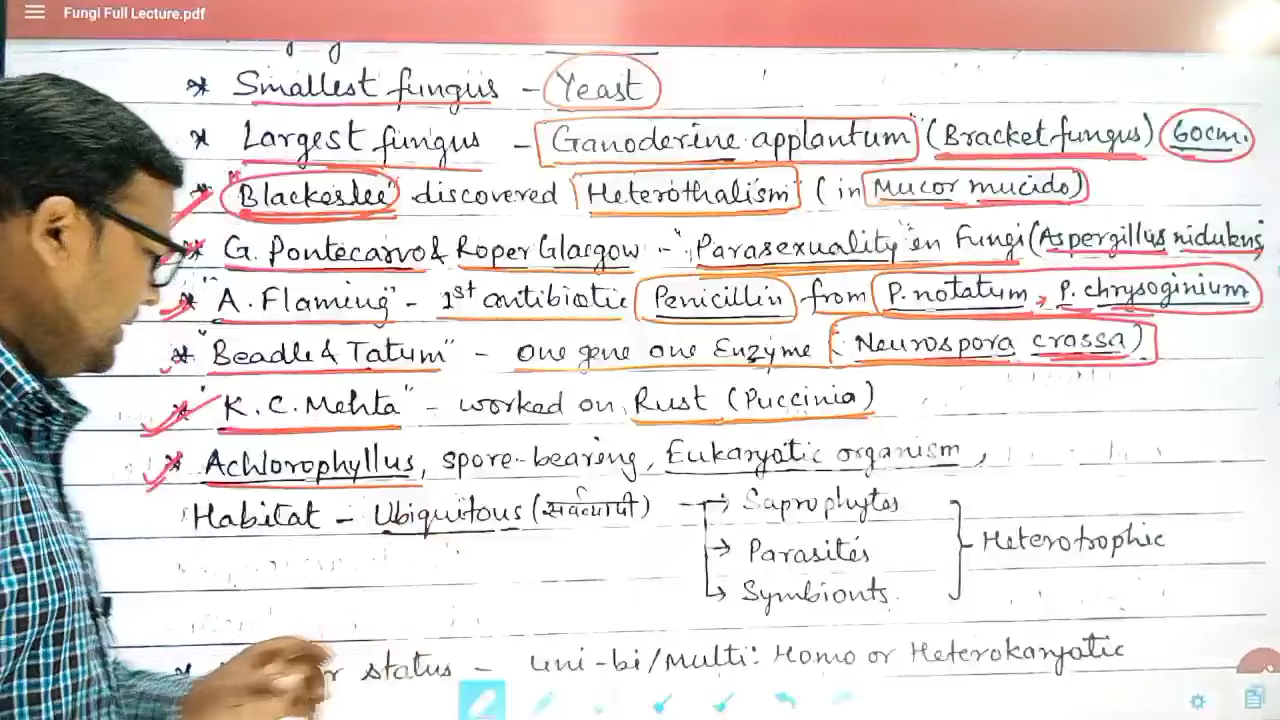 Fungi Full Lecture.pdf
* Smallest fungus - Yeast
* Largest fungus - Ganoderine applantum" (Bracket fungus) 60cm.
* "Blackeslee" discovered Heterothalism (in Mucor mucido)
* G. Pontecarvo & Roper Glasgow - "Parasexuality" in Fungi (Aspergillus nidulens)
* "A. Flaming" - 1st antibiotic Penicillin from P. notatum, P. chrysoginium
* "Beadle & Tatum" - One gene one Enzyme (Neurospora crassa)
* "K.C. Mehta" - worked on Rust (Puccinia)
* Achlorophyllus, spore-bearing, Eukaryotic organism,
Habitat - Ubiquitous (सर्वव्यापी) → Saprophytes
→ Parasites } Heterotrophic
→ Symbionts.
* status - Uni-bi/Multi: Homo or Heterokaryotic